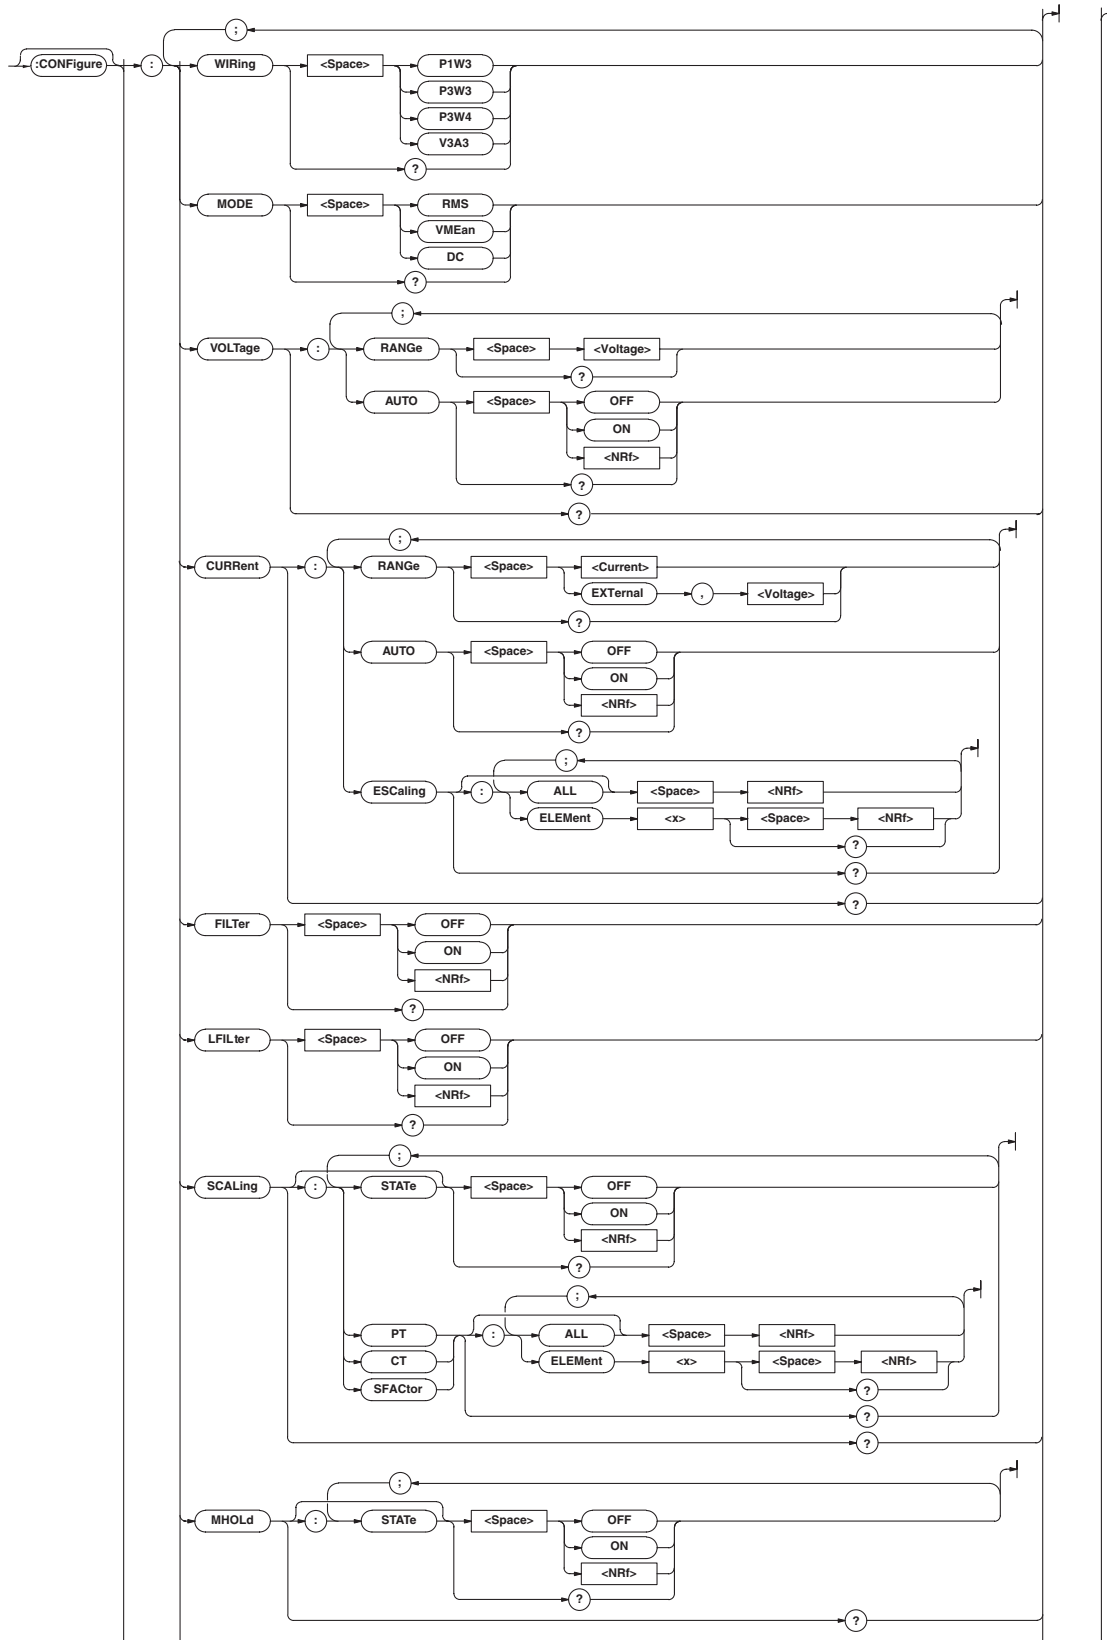 ;
:CONFigure : WIRing <Space> P1W3
P3W3
P3W4
V3A3
?
MODE <Space> RMS
VMEan
DC
?
;
VOLTage : RANGe <Space> <Voltage>
?
AUTO <Space> OFF
ON
<NRf>
?
?
;
CURRent : RANGe <Space> <Current>
EXTernal , <Voltage>
?
AUTO <Space> OFF
ON
<NRf>
?
;
ESCaling : ALL <Space> <NRf>
ELEMent <x> <Space> <NRf>
?
?
?
FILTer <Space> OFF
ON
<NRf>
?
LFILter <Space> OFF
ON
<NRf>
?
;
SCALing : STATe <Space> OFF
ON
<NRf>
?
;
PT : ALL <Space> <NRf>
CT ELEMent <x> <Space> <NRf>
SFACtor ?
?
?
;
MHOLd : STATe <Space> OFF
ON
<NRf>
?
?